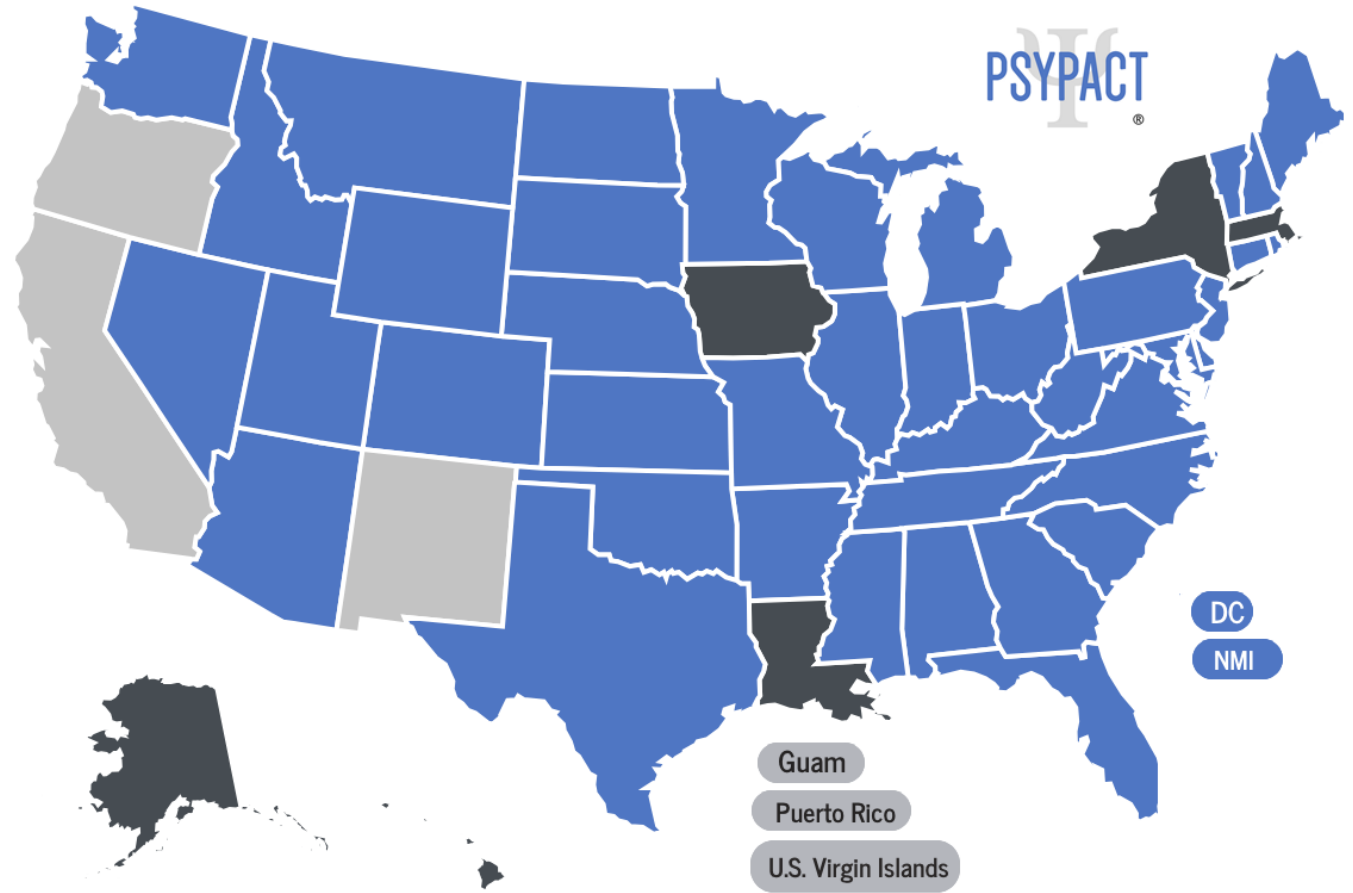 PSYPACT
®
DC
NMI
Guam
Puerto Rico
U.S. Virgin Islands